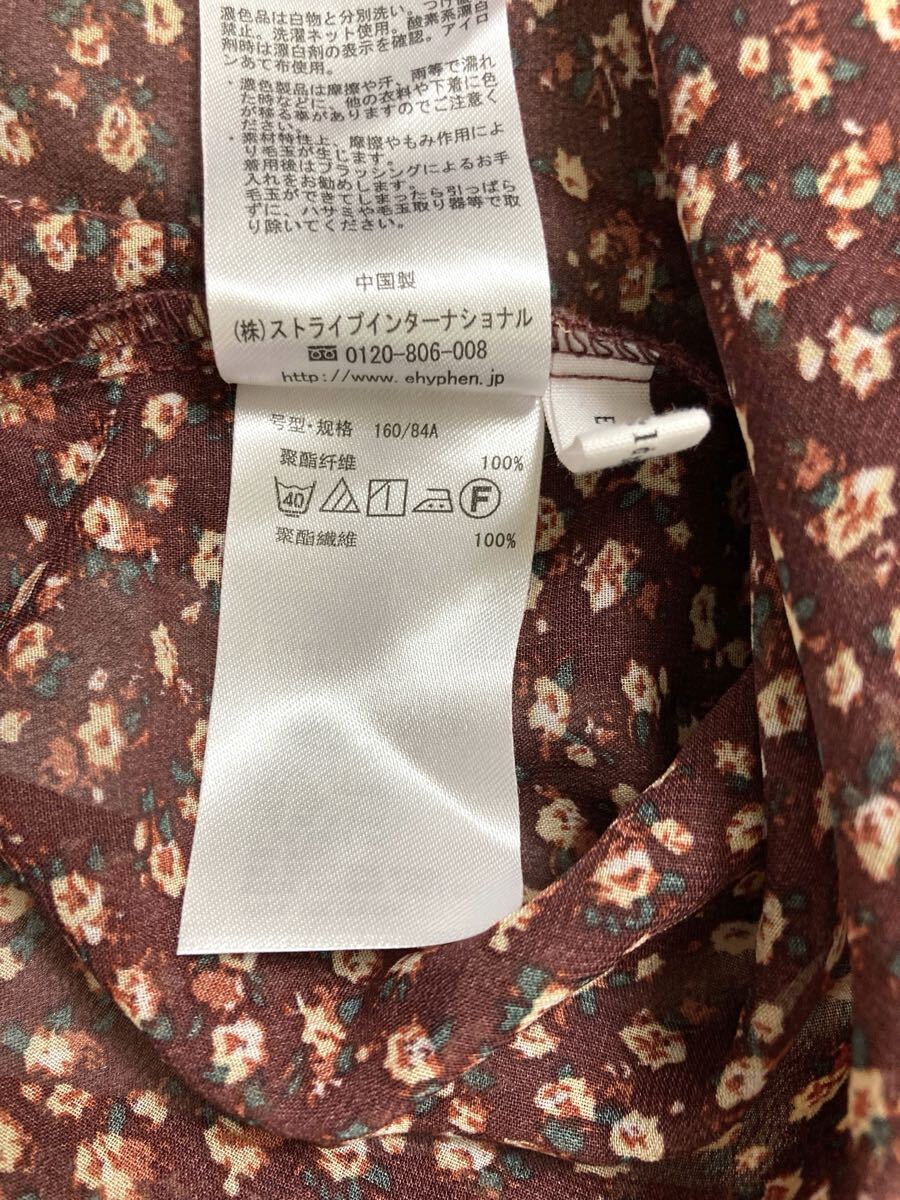 濃色品は白物と分別洗い。つけ置
禁止。洗濯ネット使用。酸素系漂白
剤時は漂白剤の表示を確認。アイロ
ンあて布使用。
・濃色製品は摩擦や汗、雨等で濡れ
た時などに、他の衣料や下着に色
が移る事がありますのでご注意く
ださい。
・素材特性上、摩擦やもみ作用によ
り毛玉が生じます。
着用後はブラッシングによるお手
入れをお勧めします。
毛玉ができてしまったら引っぱら
ずに、ハサミや毛玉取り器等で取
り除いてください。
中国製
(株)ストライプインターナショナル
0120-806-008
http://www.ehyphen.jp
号型・规格 160/84A
聚酯纤维 100%
40 F
聚酯纖維 100%
E